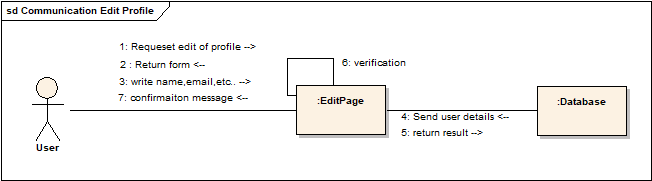 sd Communication Edit Profile
1: Requeset edit of profile -->
2 : Return form <--
3: write name,email,etc.. -->
7: confirmaiton message <--
6: verification
:EditPage
4: Send user details <--
5: return result -->
:Database
User